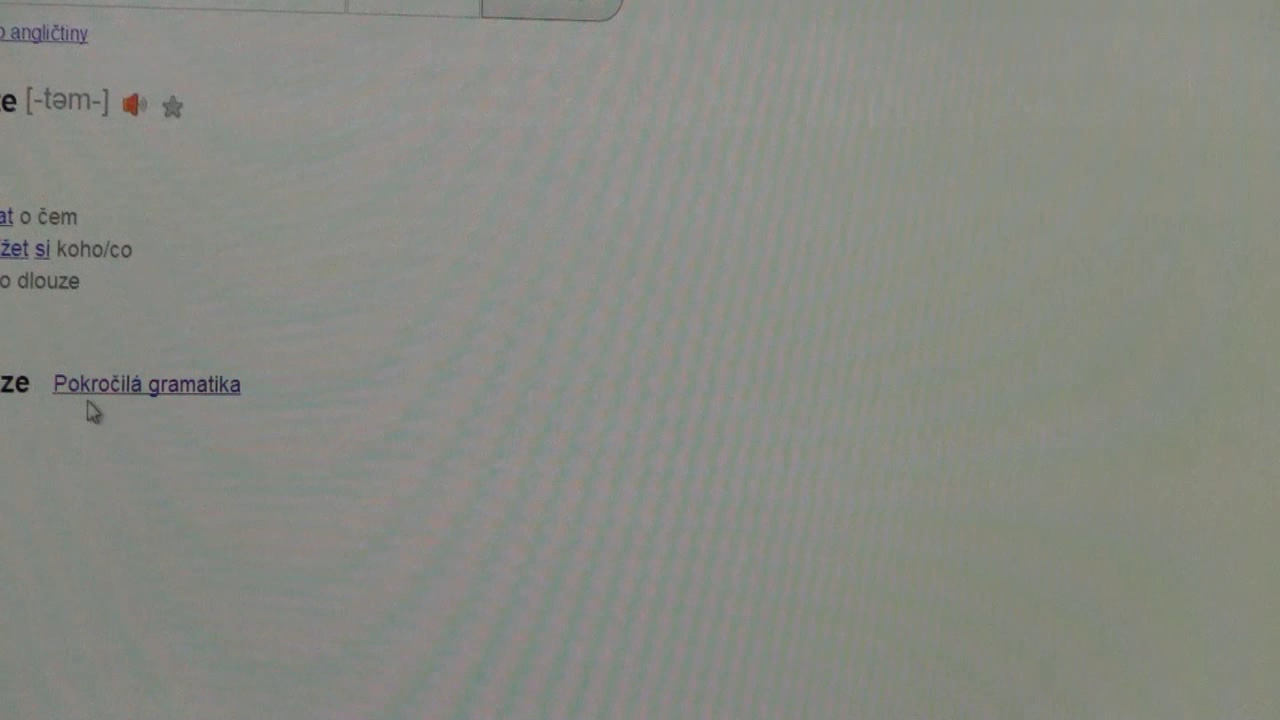 o angličtiny
e [-təm-]
at o čem
žet si koho/co
o dlouze
ze Pokročilá gramatika